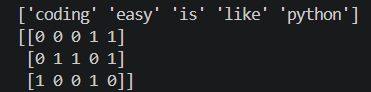 ['coding' 'easy' 'is' 'like' 'python']
[[0 0 0 1 1]
[0 1 1 0 1]
[1 0 0 1 0]]